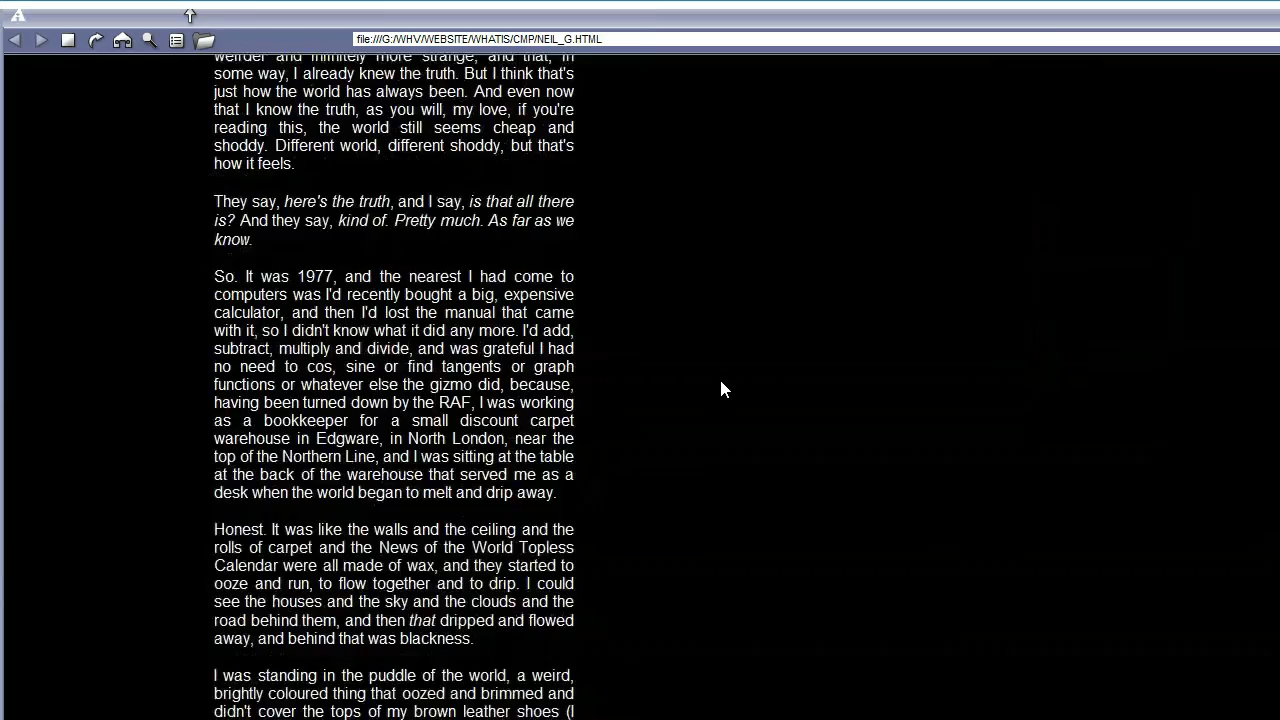 file:///G:/WHV/WEBSITE/WHATIS/CMP/NEIL_G.HTML
weirder and infinitely more strange, and that, in
some way, I already knew the truth. But I think that's
just how the world has always been. And even now
that I know the truth, as you will, my love, if you're
reading this, the world still seems cheap and
shoddy. Different world, different shoddy, but that's
how it feels.
They say, here's the truth, and I say, is that all there
is? And they say, kind of. Pretty much. As far as we
know.
So. It was 1977, and the nearest I had come to
computers was I'd recently bought a big, expensive
calculator, and then I'd lost the manual that came
with it, so I didn't know what it did any more. I'd add,
subtract, multiply and divide, and was grateful I had
no need to cos, sine or find tangents or graph
functions or whatever else the gizmo did, because,
having been turned down by the RAF, I was working
as a bookkeeper for a small discount carpet
warehouse in Edgware, in North London, near the
top of the Northern Line, and I was sitting at the table
at the back of the warehouse that served me as a
desk when the world began to melt and drip away.
Honest. It was like the walls and the ceiling and the
rolls of carpet and the News of the World Topless
Calendar were all made of wax, and they started to
ooze and run, to flow together and to drip. I could
see the houses and the sky and the clouds and the
road behind them, and then that dripped and flowed
away, and behind that was blackness.
I was standing in the puddle of the world, a weird,
brightly coloured thing that oozed and brimmed and
didn't cover the tops of my brown leather shoes (I